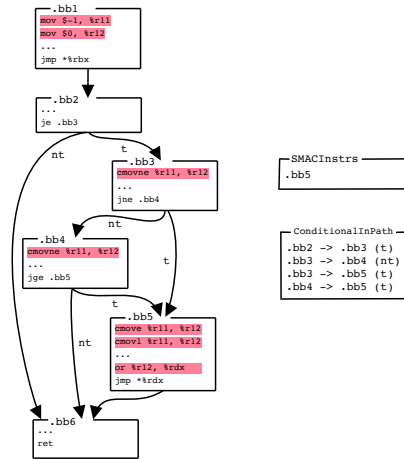 .bb1
mov $-1, %r11
mov $0, %r12
...
jmp *%rbx
.bb2
...
je .bb3
nt
t
.bb3
cmovne %r11, %r12
...
jne .bb4
SMACInstrs
.bb5
nt
t
.bb4
cmovne %r11, %r12
...
jge .bb5
ConditionalInPath
.bb2 -> .bb3 (t)
.bb3 -> .bb4 (nt)
.bb3 -> .bb5 (t)
.bb4 -> .bb5 (t)
t
nt
.bb5
cmove %r11, %r12
cmovl %r11, %r12
...
or %r12, %rdx
jmp *%rdx
.bb6
...
ret